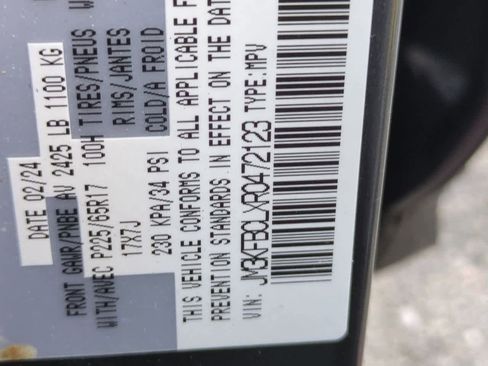 DATE 02/24
FRONT GAWR/PNBE AV 2425 LB 1100 KG
WITH/AVEC P225/65R17 100H TIRES/PNEUS
17X7J RIMS/JANTES
230 KPA/34 PSI COLD/A FROID
THIS VEHICLE CONFORMS TO ALL APPLICABLE F
PREVENTION STANDARDS IN EFFECT ON THE DAT
VIN: JM3KFBCLXR0472123 TYPE: MPV